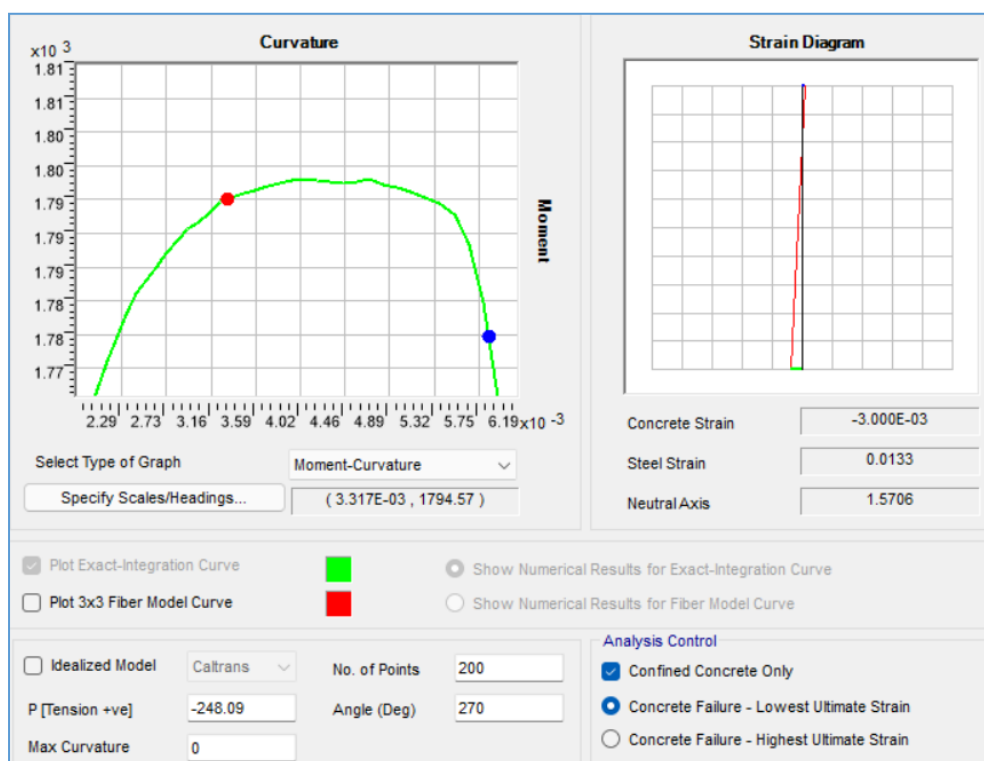 Curvature
x10 3
1.81
1.81
1.80
1.80
1.79
1.79
1.79
1.78
1.78
1.77
Moment
2.29 2.73 3.16 3.59 4.02 4.46 4.89 5.32 5.75 6.19 x10 -3
Select Type of Graph Moment-Curvature
Specify Scales/Headings... ( 3.317E-03 , 1794.57 )
Strain Diagram
Concrete Strain -3.000E-03
Steel Strain 0.0133
Neutral Axis 1.5706
Plot Exact-Integration Curve Show Numerical Results for Exact-Integration Curve
Plot 3x3 Fiber Model Curve Show Numerical Results for Fiber Model Curve
Idealized Model Caltrans No. of Points 200
P [Tension +ve] -248.09 Angle (Deg) 270
Max Curvature 0
Analysis Control
Confined Concrete Only
Concrete Failure - Lowest Ultimate Strain
Concrete Failure - Highest Ultimate Strain